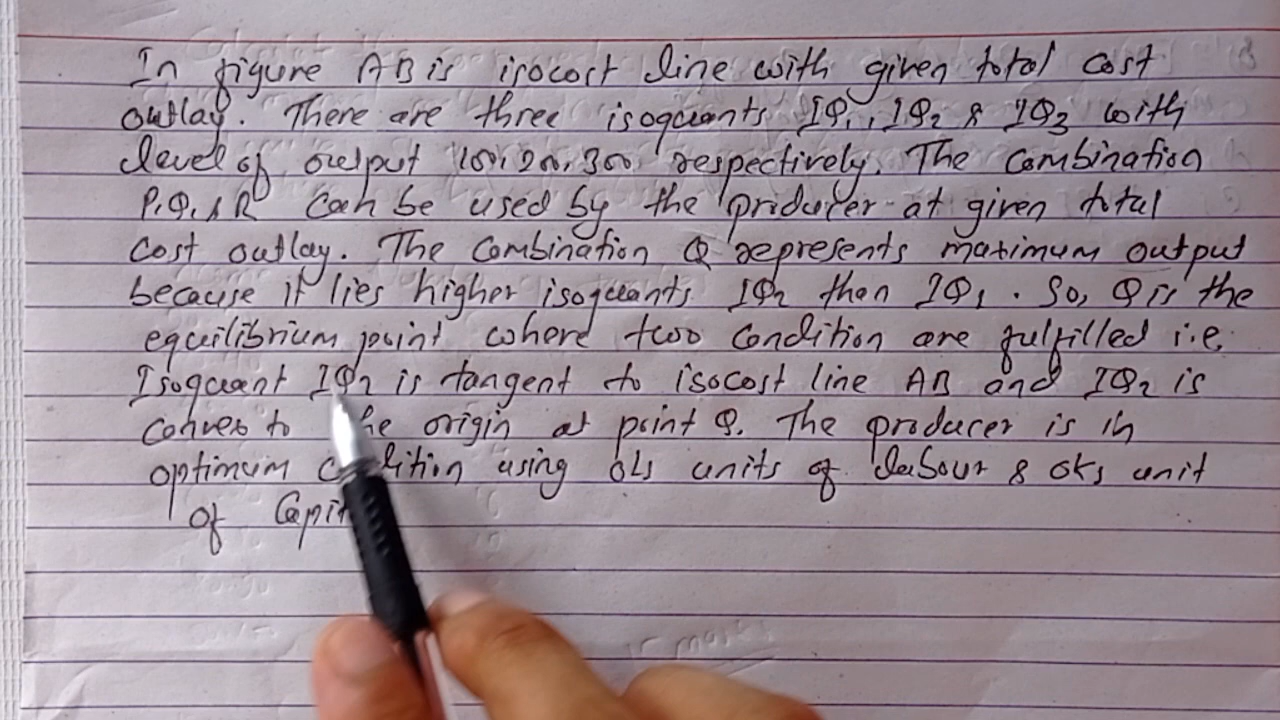 In figure AB is isocost line with given total cost
outlay. There are three isoquants IQ1, IQ2 & IQ3 with
level of output 100, 200, 300 respectively. The combination
P, Q, & R can be used by the producer at given total
cost outlay. The combination Q represents maximum output
because it lies higher isoquants IQ2 than IQ1. So, Q is the
equilibrium point where two condition are fulfilled i.e.
Isoquant IQ2 is tangent to isocost line AB and IQ2 is
convex to the origin at point Q. The producer is in
optimum using OLs units of labour & OKs unit
of